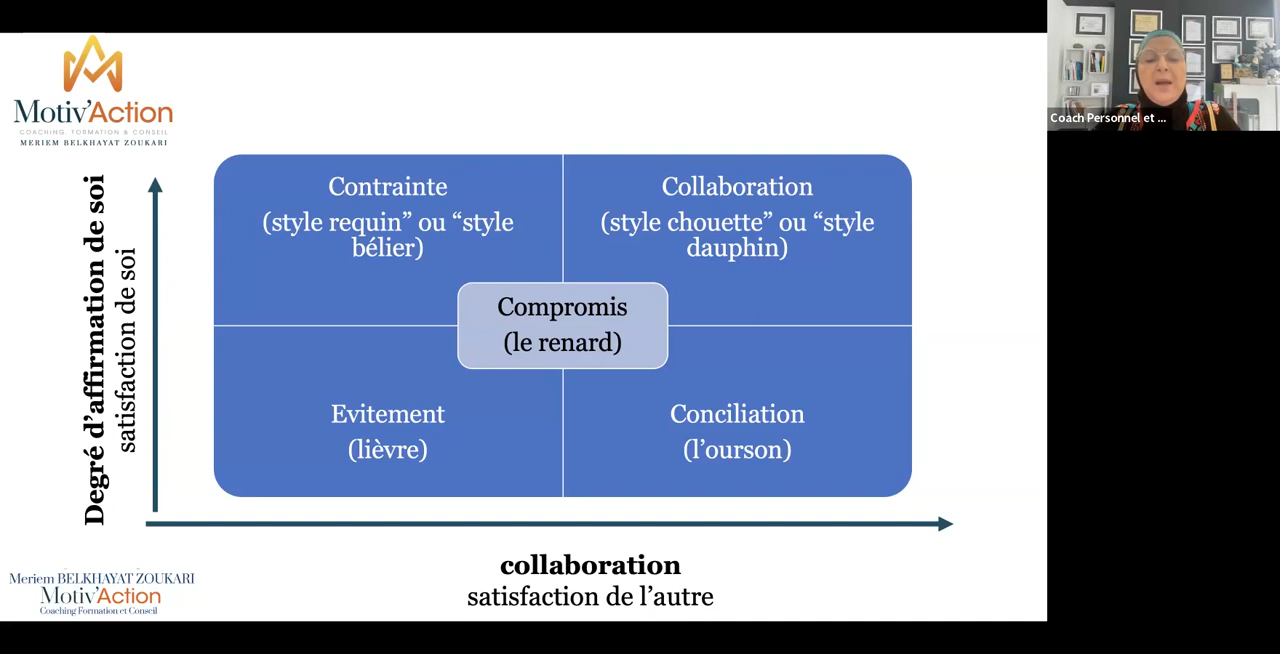 Motiv'Action
COACHING, FORMATION & CONSEIL
MERIEM BELKHAYAT ZOUKARI
Coach Personnel et ...
Degré d’affirmation de soi
satisfaction de soi
Contrainte
(style requin” ou “style
bélier)
Collaboration
(style chouette” ou “style
dauphin)
Compromis
(le renard)
Evitement
(lièvre)
Conciliation
(l’ourson)
collaboration
satisfaction de l’autre
Meriem BELKHAYAT ZOUKARI
Motiv'Action
Coaching Formation et Conseil